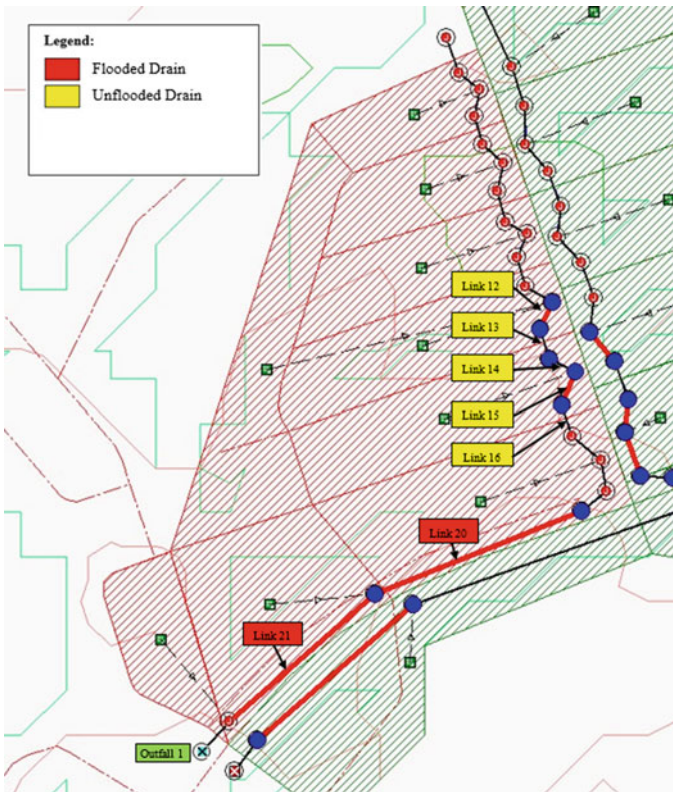 Legend:
Flooded Drain
Unflooded Drain
Link 12
Link 13
Link 14
Link 15
Link 16
Link 20
Link 21
Outfall 1